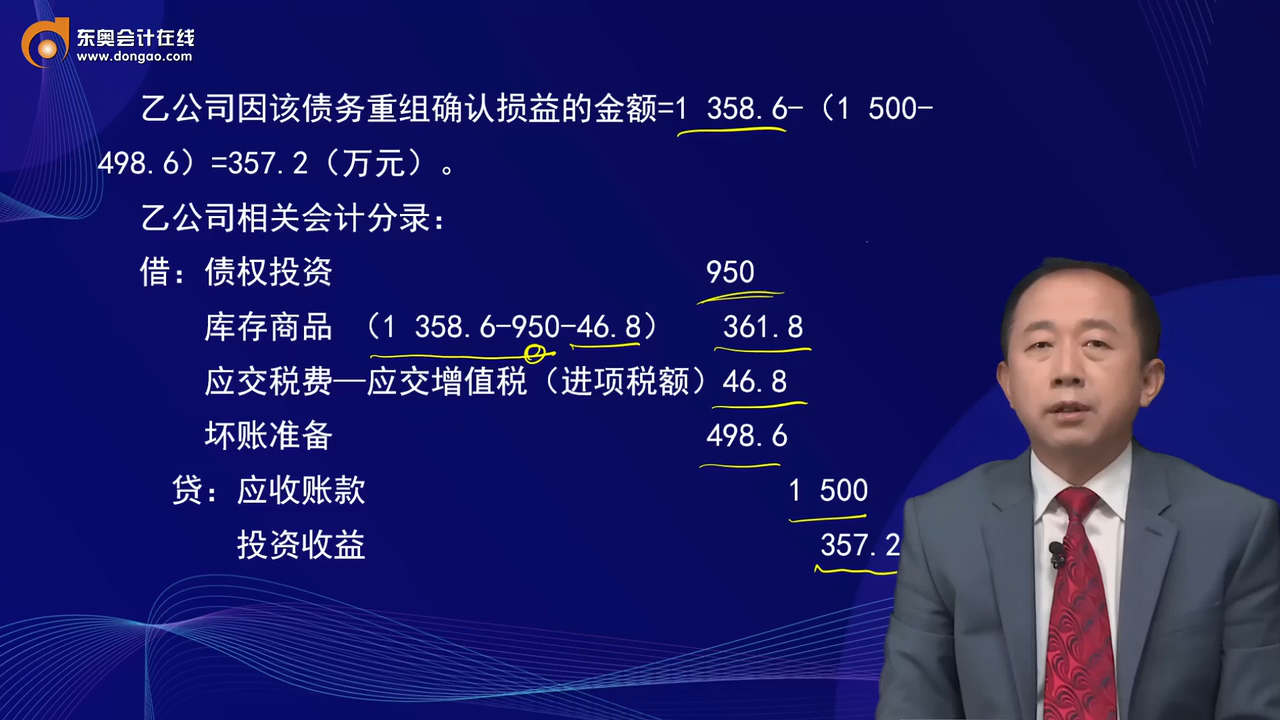 东奥会计在线
www.dongao.com
乙公司因该债务重组确认损益的金额=1 358.6-（1 500-
498.6）=357.2（万元）。
乙公司相关会计分录：
借：债权投资 950
库存商品 （1 358.6-950-46.8） 361.8
应交税费—应交增值税（进项税额）46.8
坏账准备 498.6
贷：应收账款 1 500
投资收益 357.2